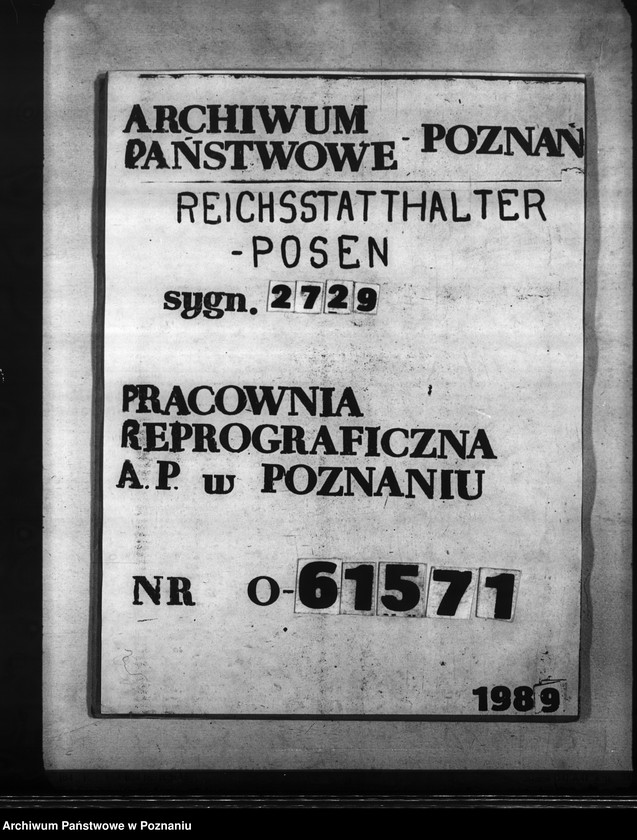 ARCHIWUM
PAŃSTWOWE - POZNAŃ
REICHSSTATTHALTER
-POSEN
sygn. 2729
PRACOWNIA
REPROGRAFICZNA
A.P. w POZNANIU
NR O-61571
1989
Archiwum Państwowe w Poznaniu